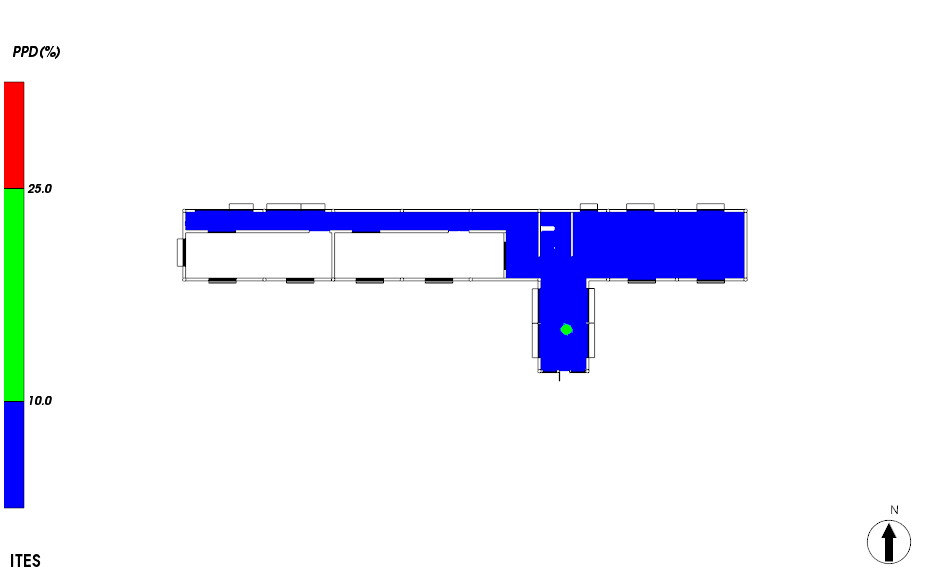 PPD(%)
25.0
10.0
N
ITES